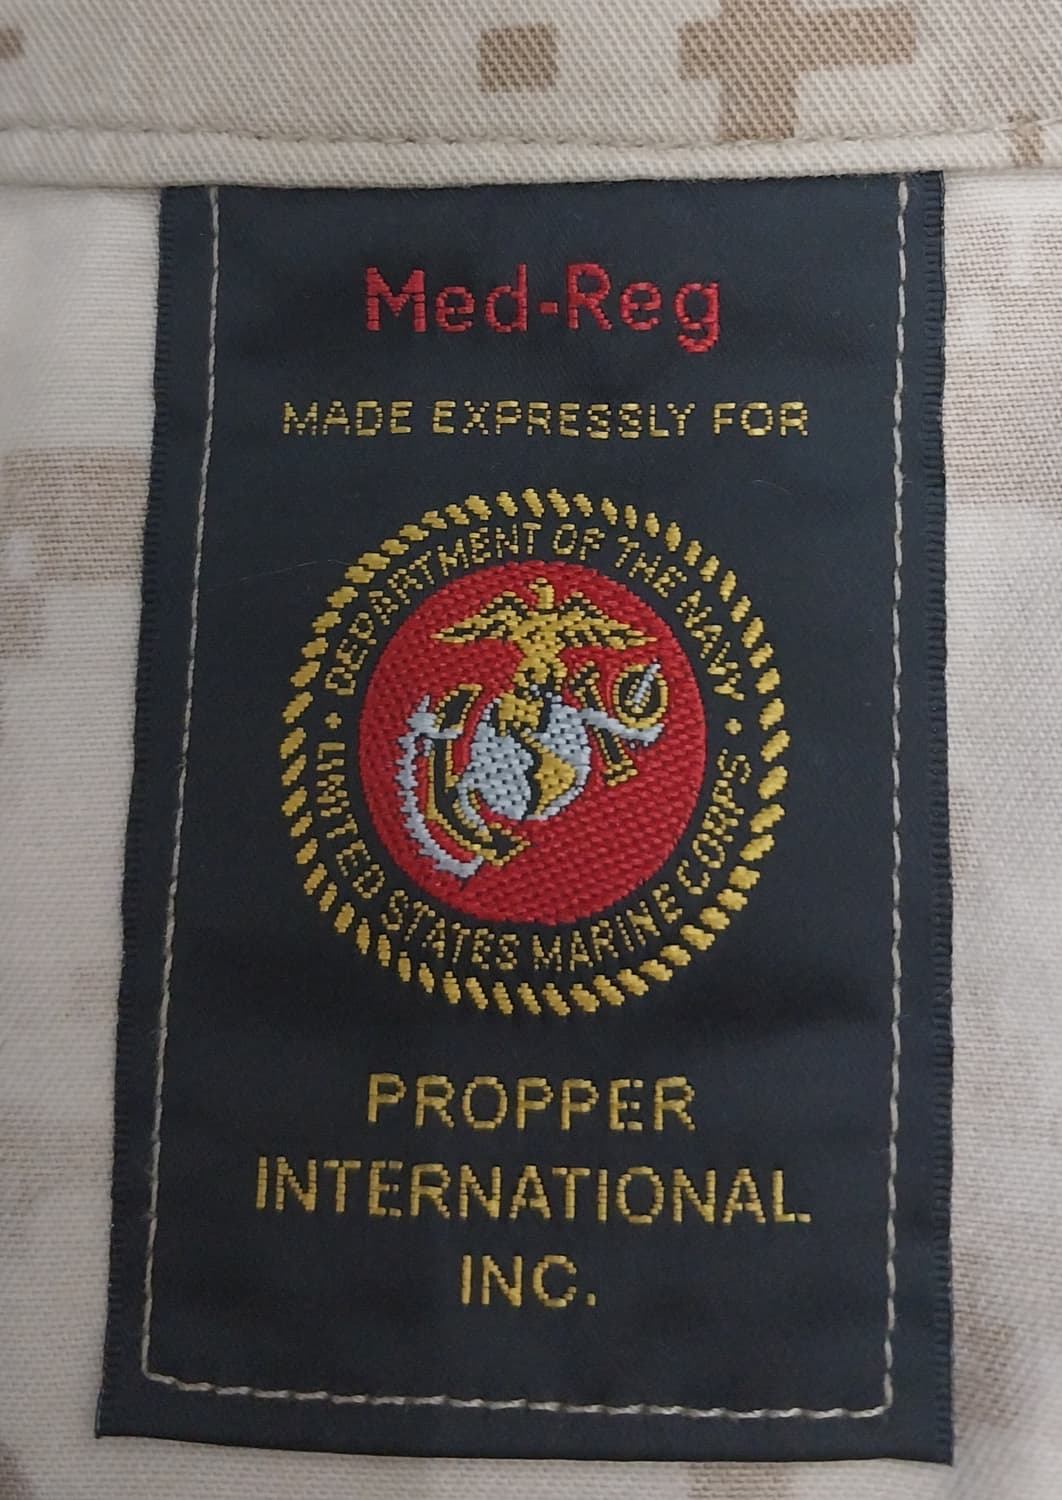 Med-Reg
MADE EXPRESSLY FOR
DEPARTMENT OF THE NAVY
UNITED STATES MARINE CORPS
PROPPER
INTERNATIONAL
INC.